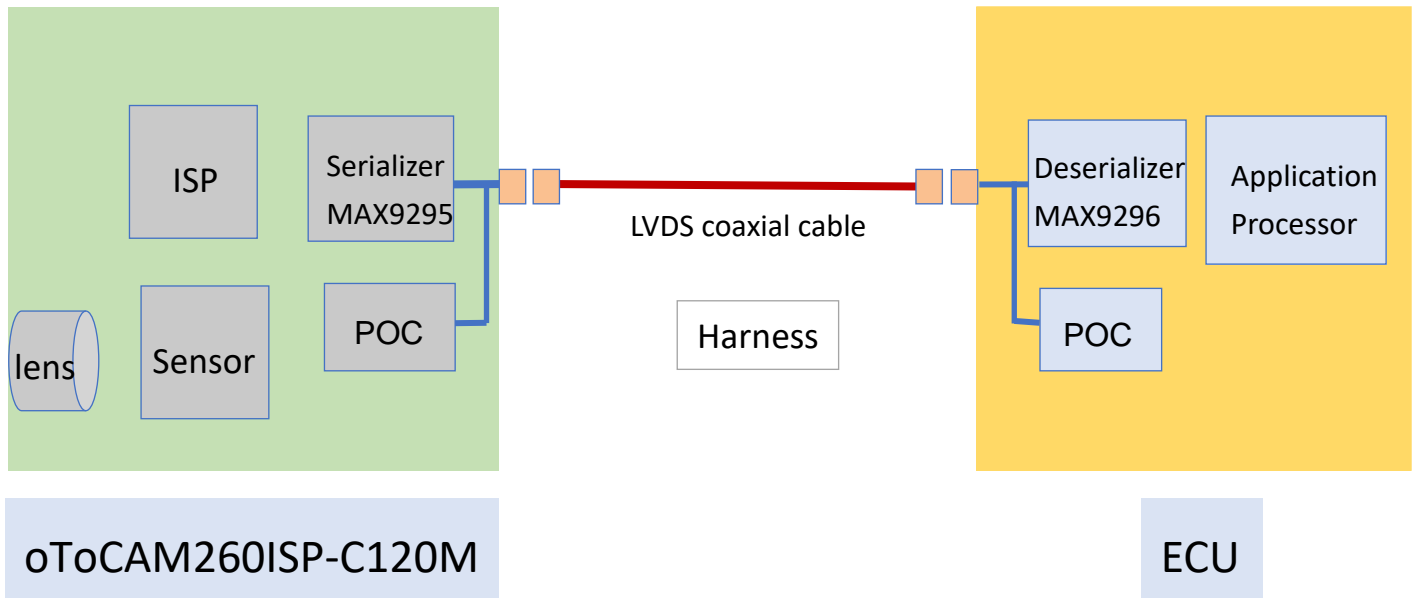 ISP
Serializer
MAX9295
lens
Sensor
POC
LVDS coaxial cable
Harness
Deserializer
MAX9296
Application
Processor
POC
oToCAM260ISP-C120M
ECU